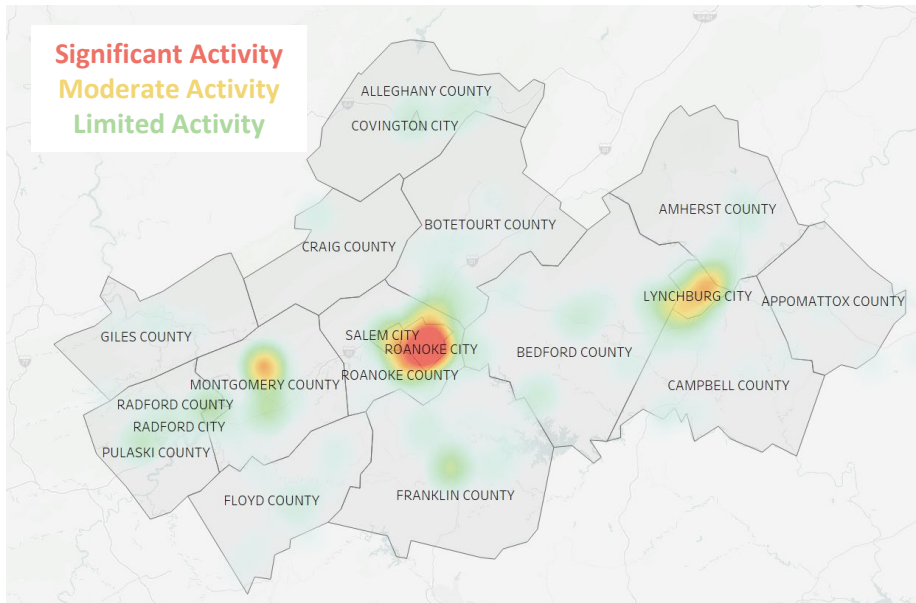 Significant Activity
Moderate Activity
Limited Activity
ALLEGHANY COUNTY
COVINGTON CITY
AMHERST COUNTY
BOTETOURT COUNTY
CRAIG COUNTY
LYNCHBURG CITY
APPOMATTOX COUNTY
GILES COUNTY
SALEM CITY
ROANOKE CITY
BEDFORD COUNTY
ROANOKE COUNTY
MONTGOMERY COUNTY
CAMPBELL COUNTY
RADFORD COUNTY
RADFORD CITY
PULASKI COUNTY
FRANKLIN COUNTY
FLOYD COUNTY